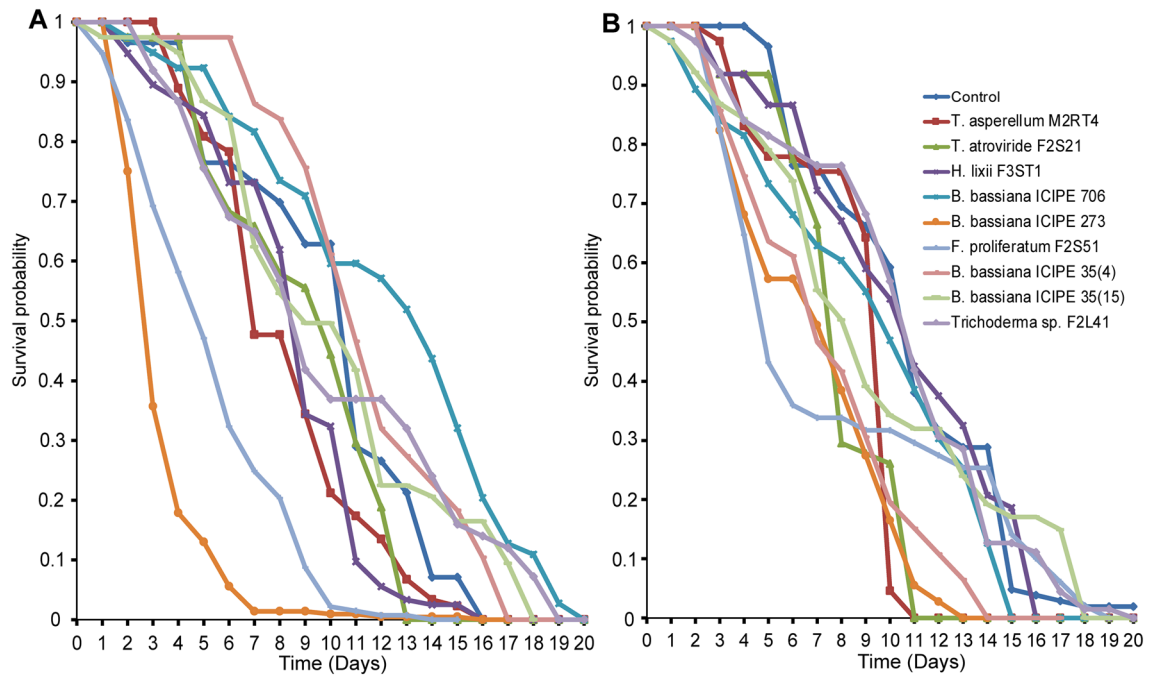 A
1
0.9
0.8
0.7
0.6
0.5
0.4
0.3
0.2
0.1
0
Survival probability
0 1 2 3 4 5 6 7 8 9 10 11 12 13 14 15 16 17 18 19 20
Time (Days)
B
1
0.9
0.8
0.7
0.6
0.5
0.4
0.3
0.2
0.1
0
Survival probability
0 1 2 3 4 5 6 7 8 9 10 11 12 13 14 15 16 17 18 19 20
Time (Days)
Control
T. asperellum M2RT4
T. atroviride F2S21
H. lixii F3ST1
B. bassiana ICIPE 706
B. bassiana ICIPE 273
F. proliferatum F2S51
B. bassiana ICIPE 35(4)
B. bassiana ICIPE 35(15)
Trichoderma sp. F2L41